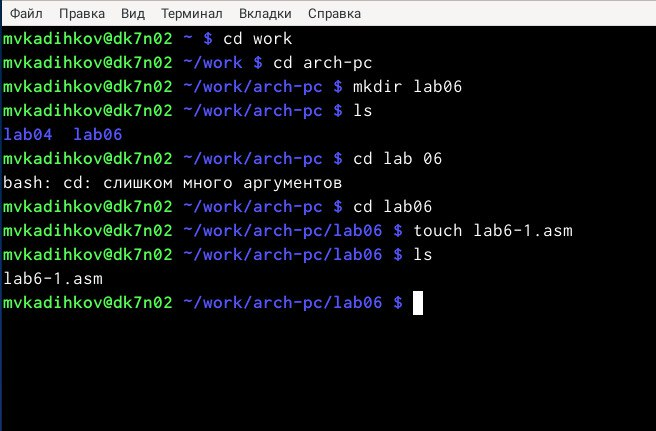 Файл Правка Вид Терминал Вкладки Справка
mvkadihkov@dk7n02 ~ $ cd work
mvkadihkov@dk7n02 ~/work $ cd arch-pc
mvkadihkov@dk7n02 ~/work/arch-pc $ mkdir lab06
mvkadihkov@dk7n02 ~/work/arch-pc $ ls
lab04  lab06
mvkadihkov@dk7n02 ~/work/arch-pc $ cd lab 06
bash: cd: слишком много аргументов
mvkadihkov@dk7n02 ~/work/arch-pc $ cd lab06
mvkadihkov@dk7n02 ~/work/arch-pc/lab06 $ touch lab6-1.asm
mvkadihkov@dk7n02 ~/work/arch-pc/lab06 $ ls
lab6-1.asm
mvkadihkov@dk7n02 ~/work/arch-pc/lab06 $